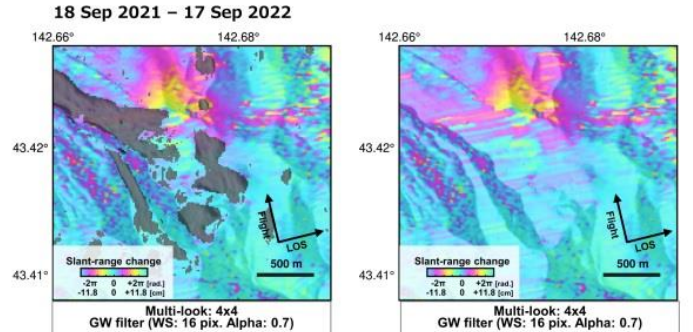 18 Sep 2021 – 17 Sep 2022
142.66° 142.68° 142.66° 142.68°
43.42° 43.42°
43.41° 43.41°
Flight LOS
Slant-range change
-2π 0 +2π [rad.]
-11.8 0 +11.8 [cm]
500 m
Flight LOS
Slant-range change
-2π 0 +2π [rad.]
-11.8 0 +11.8 [cm]
500 m
Multi-look: 4x4
GW filter (WS: 16 pix. Alpha: 0.7)
Multi-look: 4x4
GW filter (WS: 16 pix. Alpha: 0.7)